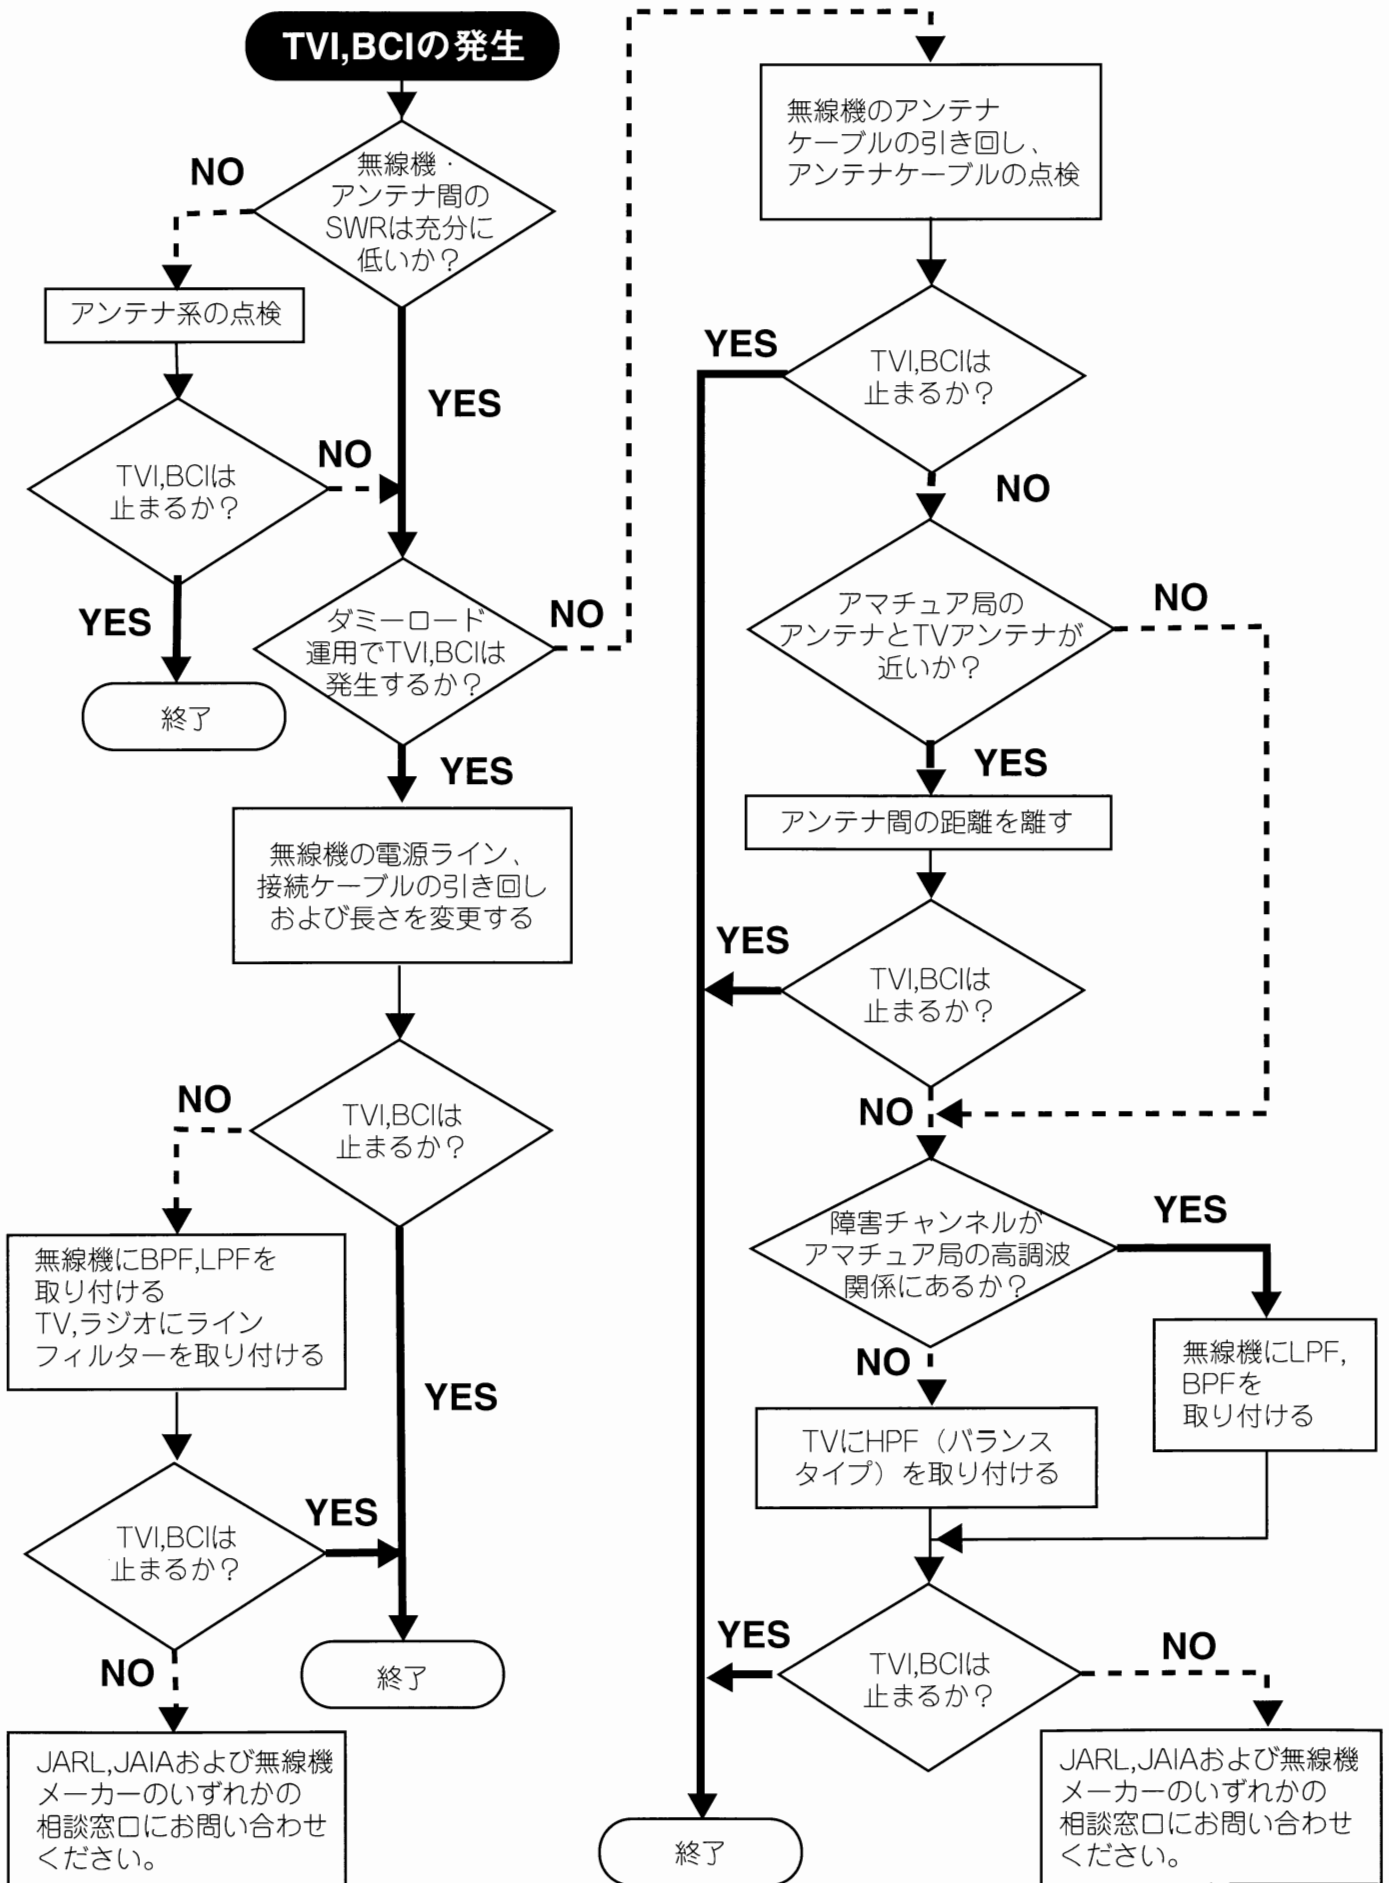 TVI,BCIの発生
無線機・
アンテナ間の
SWRは充分に
低いか？
NO
アンテナ系の点検
YES
TVI,BCIは
止まるか？
NO
YES
終了
ダミーロード
運用でTVI,BCIは
発生するか？
NO
YES
無線機の電源ライン、
接続ケーブルの引き回し
および長さを変更する
TVI,BCIは
止まるか？
NO
無線機にBPF,LPFを
取り付ける
TV,ラジオにライン
フィルターを取り付ける
YES
TVI,BCIは
止まるか？
YES
終了
NO
JARL,JAIAおよび無線機
メーカーのいずれかの
相談窓口にお問い合わせ
ください。
無線機のアンテナ
ケーブルの引き回し、
アンテナケーブルの点検
TVI,BCIは
止まるか？
YES
NO
アマチュア局の
アンテナとTVアンテナが
近いか？
NO
YES
アンテナ間の距離を離す
TVI,BCIは
止まるか？
YES
NO
障害チャンネルが
アマチュア局の高調波
関係にあるか？
YES
無線機にLPF,
BPFを
取り付ける
NO
TVにHPF（バランス
タイプ）を取り付ける
TVI,BCIは
止まるか？
YES
NO
終了
JARL,JAIAおよび無線機
メーカーのいずれかの
相談窓口にお問い合わせ
ください。